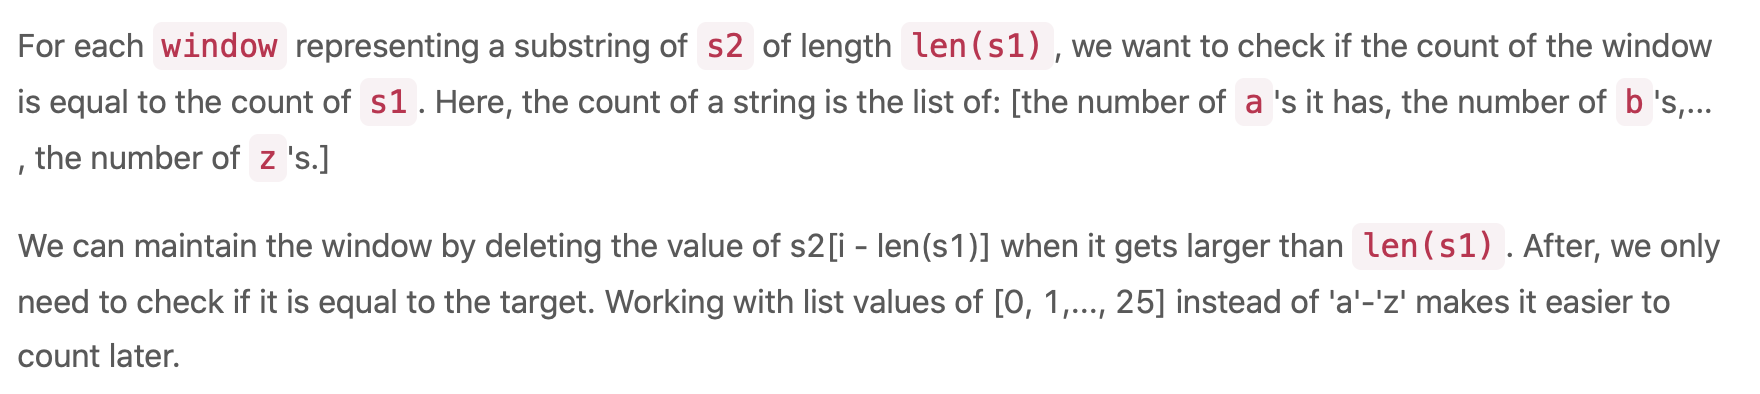 For each window representing a substring of s2 of length len(s1) , we want to check if the count of the window
is equal to the count of s1 . Here, the count of a string is the list of: [the number of a 's it has, the number of b 's,...
, the number of z 's.]
We can maintain the window by deleting the value of s2[i - len(s1)] when it gets larger than len(s1) . After, we only
need to check if it is equal to the target. Working with list values of [0, 1,..., 25] instead of 'a'-'z' makes it easier to
count later.